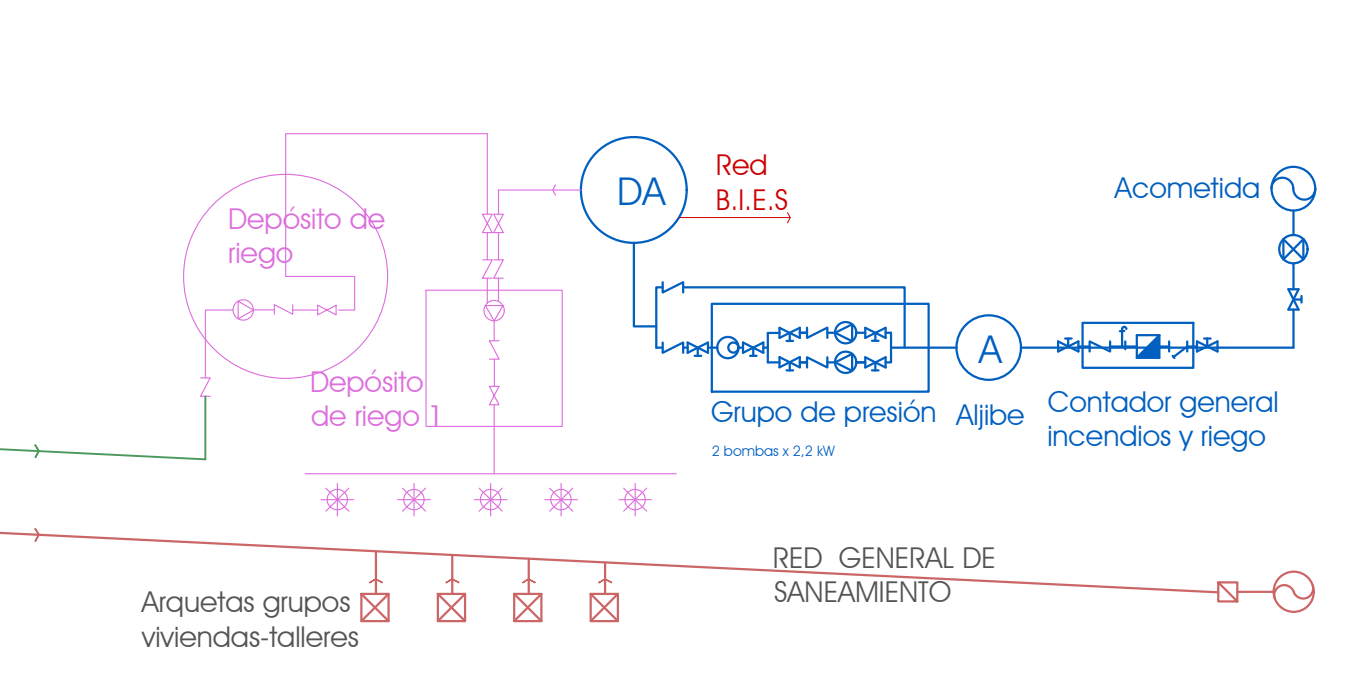 DA
Red
B.I.E.S
Acometida
Depósito de
riego
A
Depósito
de riego 1
Grupo de presión
2 bombas x 2,2 kW
Aljibe
Contador general
incendios y riego
f
RED GENERAL DE
SANEAMIENTO
Arquetas grupos
viviendas-talleres